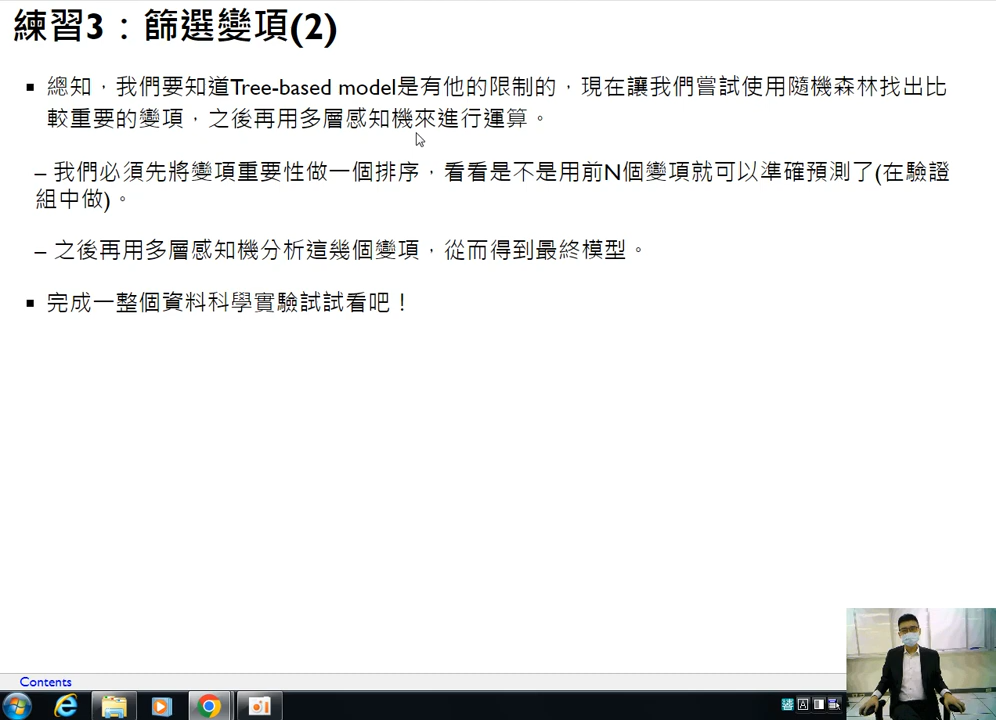 練習3：篩選變項(2)
▪ 總知，我們要知道Tree-based model是有他的限制的，現在讓我們嘗試使用隨機森林找出比
較重要的變項，之後再用多層感知機來進行運算。
– 我們必須先將變項重要性做一個排序，看看是不是用前N個變項就可以準確預測了(在驗證
組中做)。
– 之後再用多層感知機分析這幾個變項，從而得到最終模型。
▪ 完成一整個資料科學實驗試試看吧！
Contents